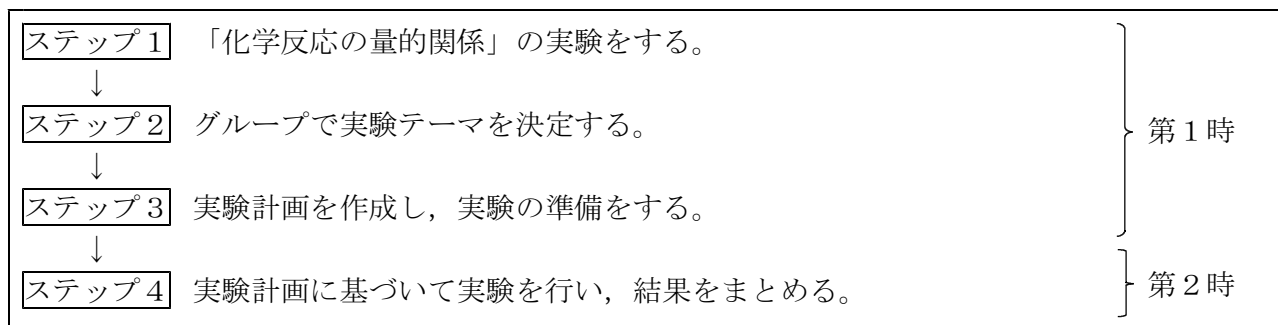 ステップ1 「化学反応の量的関係」の実験をする。
↓
ステップ2 グループで実験テーマを決定する。
第1時
↓
ステップ3 実験計画を作成し，実験の準備をする。
↓
ステップ4 実験計画に基づいて実験を行い，結果をまとめる。
第2時